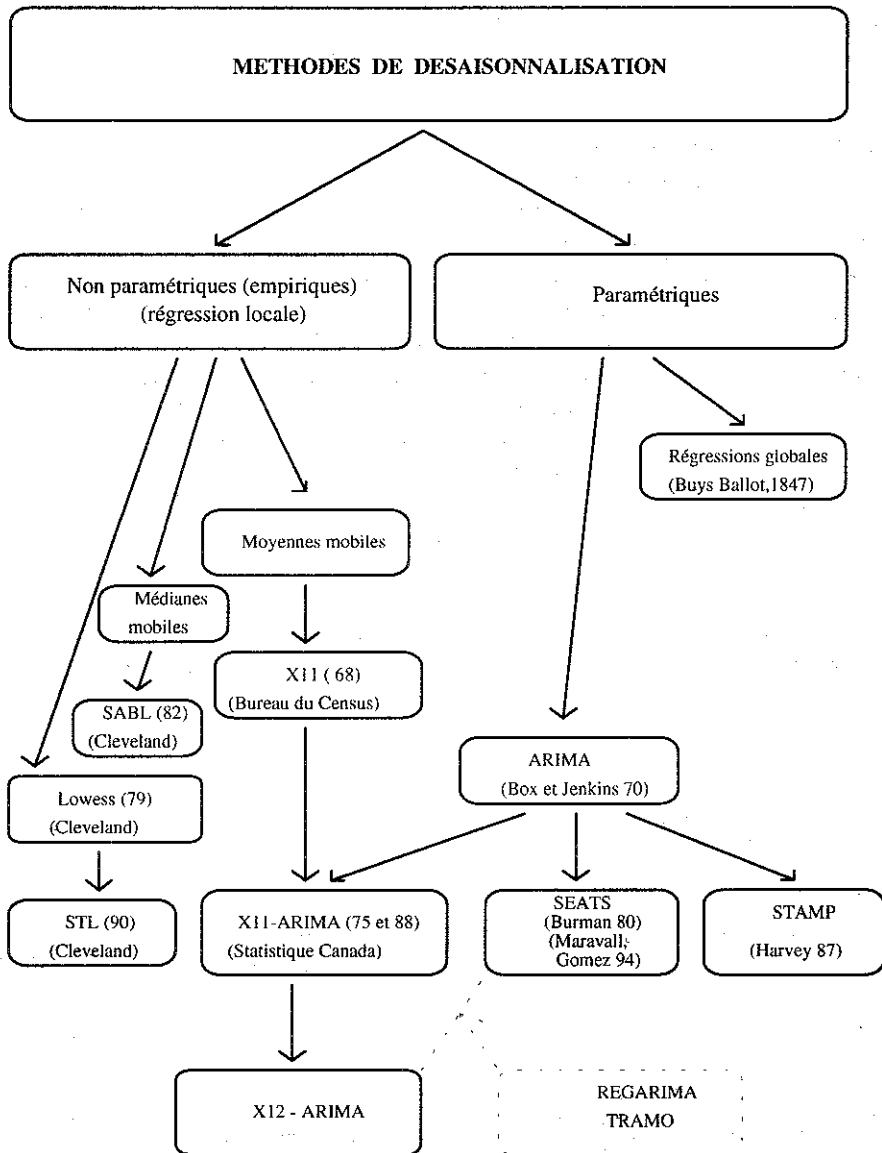 METHODES DE DESAISONNALISATION
Non paramétriques (empiriques)
(régression locale)
Paramétriques
Régressions globales
(Buys Ballot,1847)
Moyennes mobiles
Médianes
mobiles
X11 ( 68)
(Bureau du Census)
SABL (82)
(Cleveland)
ARIMA
(Box et Jenkins 70)
Lowess (79)
(Cleveland)
STL (90)
(Cleveland)
X11-ARIMA (75 et 88)
(Statistique Canada)
SEATS
(Burman 80)
(Maravall,
Gomez 94)
STAMP
(Harvey 87)
X12 - ARIMA
REGARIMA
TRAMO